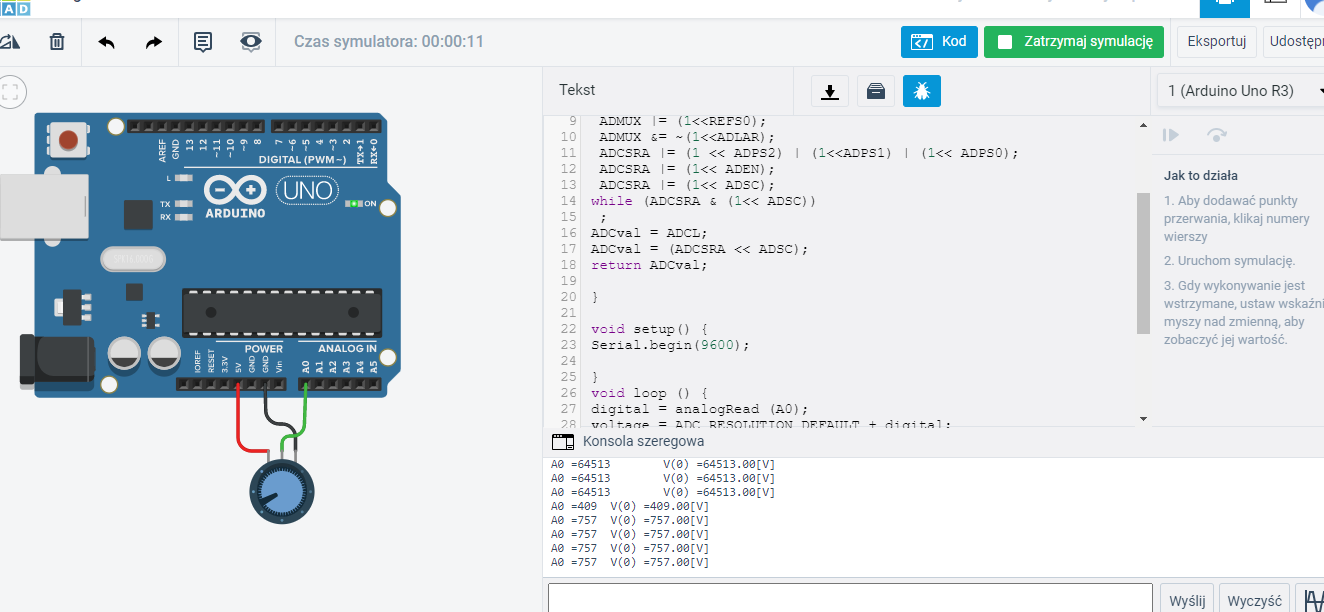 A D
Czas symulatora: 00:00:11
Kod
Zatrzymaj symulację
Eksportuj
Udostępn
Tekst
1 (Arduino Uno R3)
9 ADMUX |= (1<<REFS0);
10 ADMUX &= ~(1<<ADLAR);
11 ADCSRA |= (1 << ADPS2) | (1<<ADPS1) | (1<< ADPS0);
12 ADCSRA |= (1<< ADEN);
13 ADCSRA |= (1<< ADSC);
14 while (ADCSRA & (1<< ADSC))
15 ;
16 ADCval = ADCL;
17 ADCval = (ADCSRA << ADSC);
18 return ADCval;
19
20 }
21
22 void setup() {
23 Serial.begin(9600);
24
25 }
26 void loop () {
27 digital = analogRead (A0);
28 voltage = ADC_RESOLUTION_DEFAULT + digital;
Jak to działa
1. Aby dodawać punkty
przerwania, klikaj numery
wierszy
2. Uruchom symulację.
3. Gdy wykonywanie jest
wstrzymane, ustaw wskaźni
myszy nad zmienną, aby
zobaczyć jej wartość.
Konsola szeregowa
A0 =64513 V(0) =64513.00[V]
A0 =64513 V(0) =64513.00[V]
A0 =64513 V(0) =64513.00[V]
A0 =409 V(0) =409.00[V]
A0 =757 V(0) =757.00[V]
A0 =757 V(0) =757.00[V]
A0 =757 V(0) =757.00[V]
A0 =757 V(0) =757.00[V]
Wyślij
Wyczyść
AREF
GND
13
12
~11
~10
~9
8
7
~6
~5
4
~3
2
TX→1
RX←0
DIGITAL (PWM~)
L
TX
RX
ARDUINO
UNO
ON
POWER
ANALOG IN
IOREF
RESET
3.3V
5V
GND
GND
Vin
A0
A1
A2
A3
A4
A5